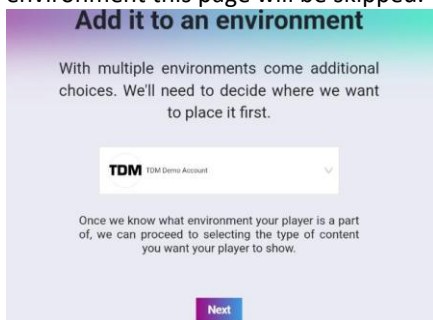 environment this page will be skipped.
Add it to an environment
With multiple environments come additional
choices. We'll need to decide where we want
to place it first.
TDM TDM Demo Account
Once we know what environment your player is a part
of, we can proceed to selecting the type of content
you want your player to show.
Next